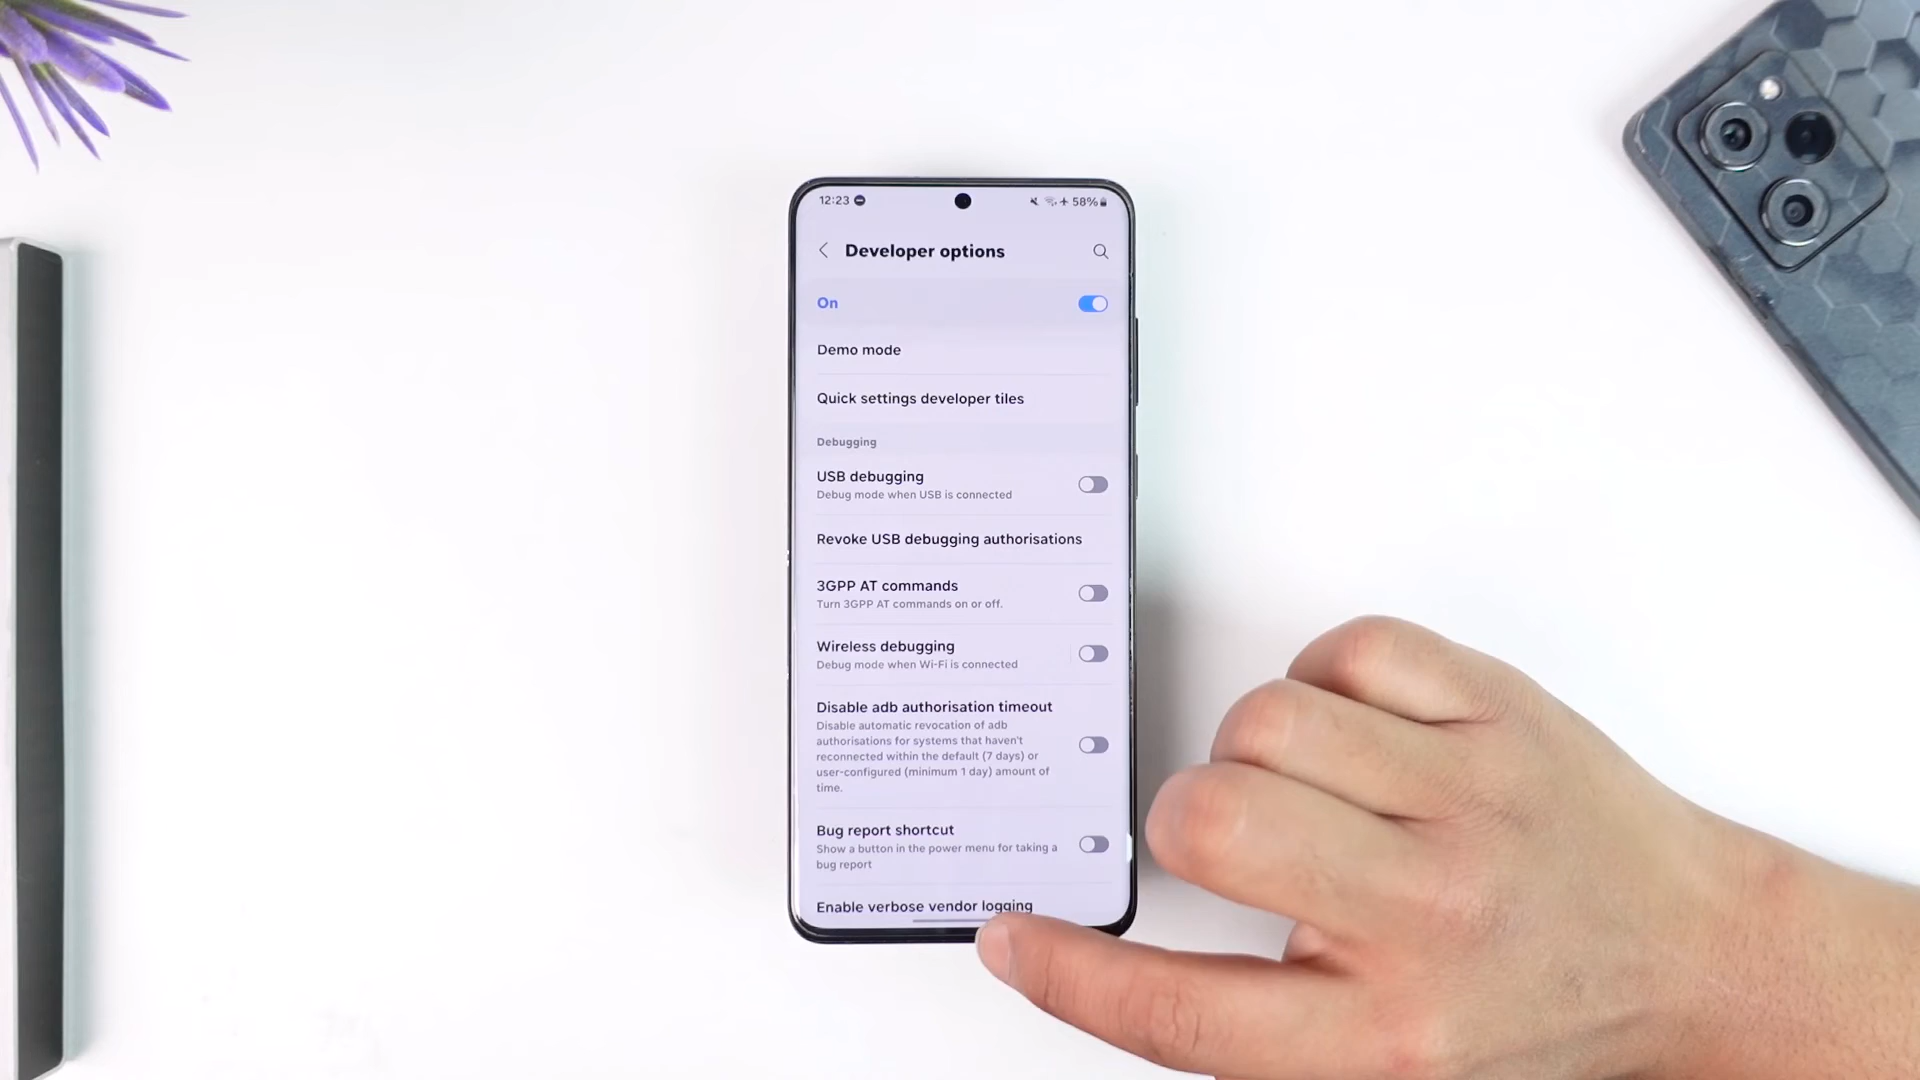 12:23
58%
Developer options
On
Demo mode
Quick settings developer tiles
Debugging
USB debugging
Debug mode when USB is connected
Revoke USB debugging authorisations
3GPP AT commands
Turn 3GPP AT commands on or off.
Wireless debugging
Debug mode when Wi-Fi is connected
Disable adb authorisation timeout
Disable automatic revocation of adb
authorisations for systems that haven't
reconnected within the default (7 days) or
user-configured (minimum 1 day) amount of
time.
Bug report shortcut
Show a button in the power menu for taking a
bug report
Enable verbose vendor logging